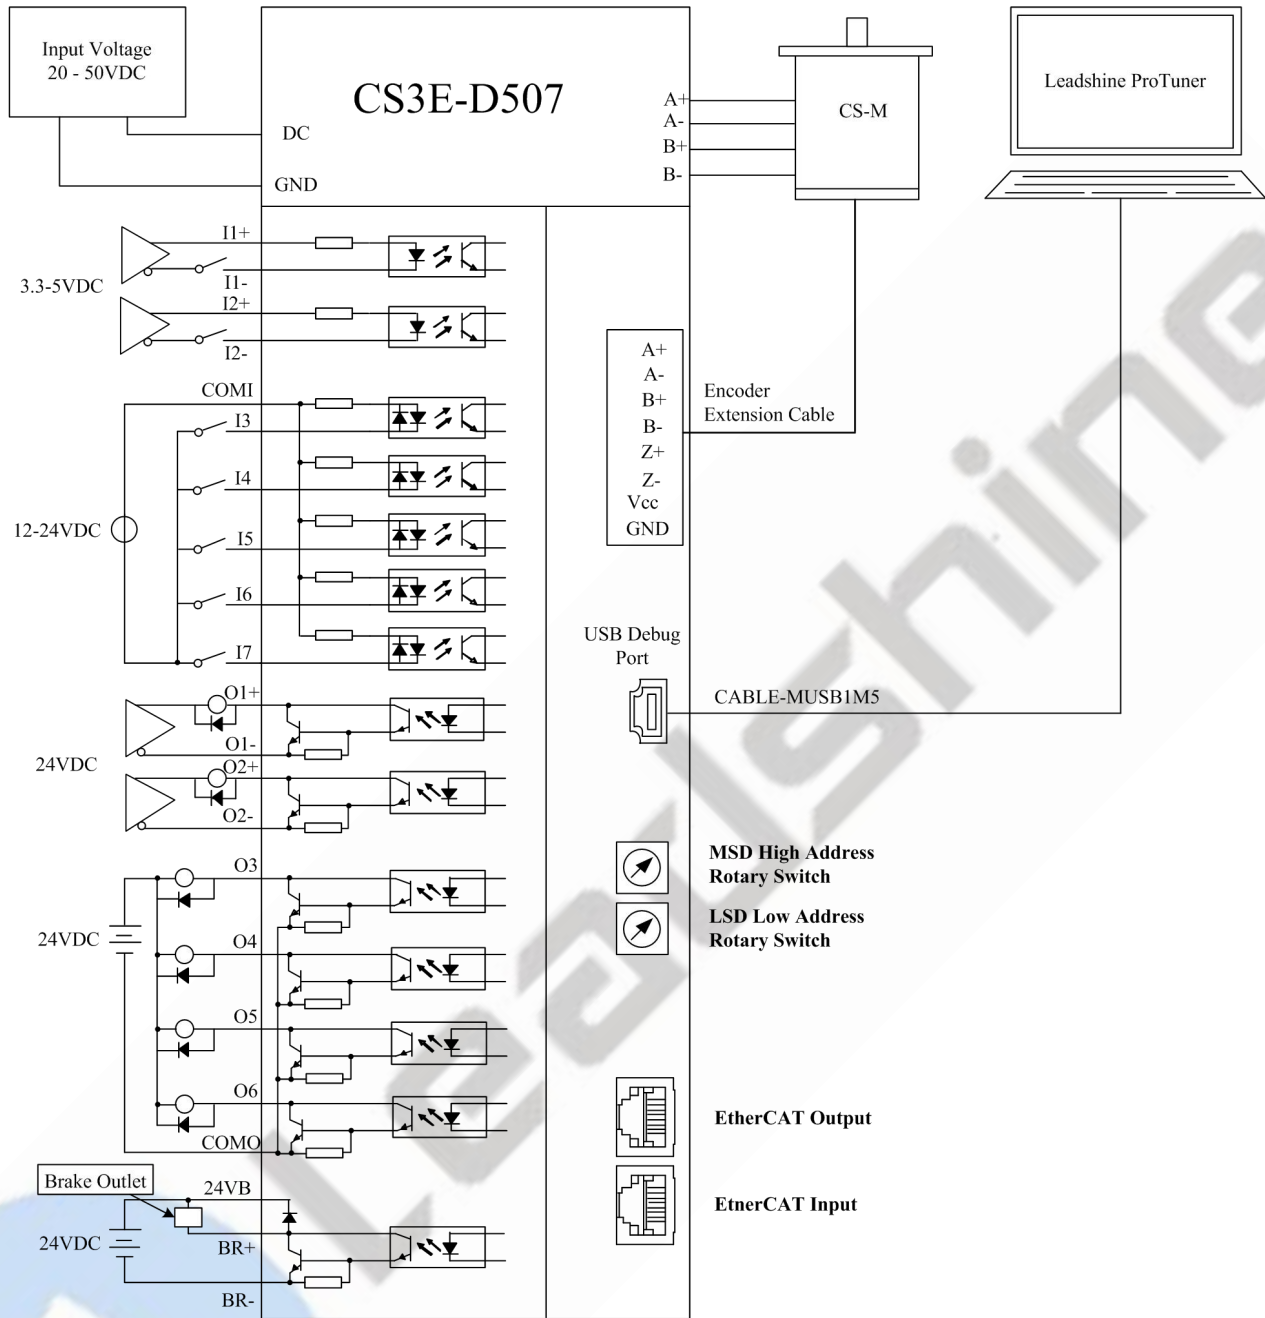 Input Voltage
20 - 50VDC
CS3E-D507
DC
GND
A+
A-
B+
B-
CS-M
Leadshine ProTuner
I1+
3.3-5VDC
I1-
I2+
I2-
COMI
I3
I4
12-24VDC
I5
I6
I7
A+
A-
B+
B-
Z+
Z-
Vcc
GND
Encoder
Extension Cable
USB Debug
Port
CABLE-MUSB1M5
O1+
O1-
24VDC
O2+
O2-
O3
24VDC
O4
O5
O6
COMO
MSD High Address
Rotary Switch
LSD Low Address
Rotary Switch
EtherCAT Output
EtnerCAT Input
Brake Outlet
24VB
24VDC
BR+
BR-
Leadshine